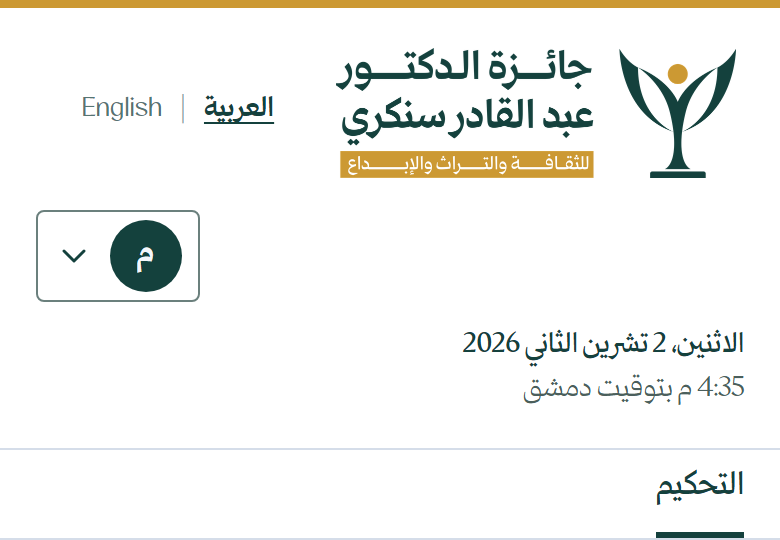 جائزة الدكتور
عبد القادر سنكري
للثقافة والتراث والإبداع
العربية
English
م
الاثنين، 2 تشرين الثاني 2026
4:35 م بتوقيت دمشق
التحكيم